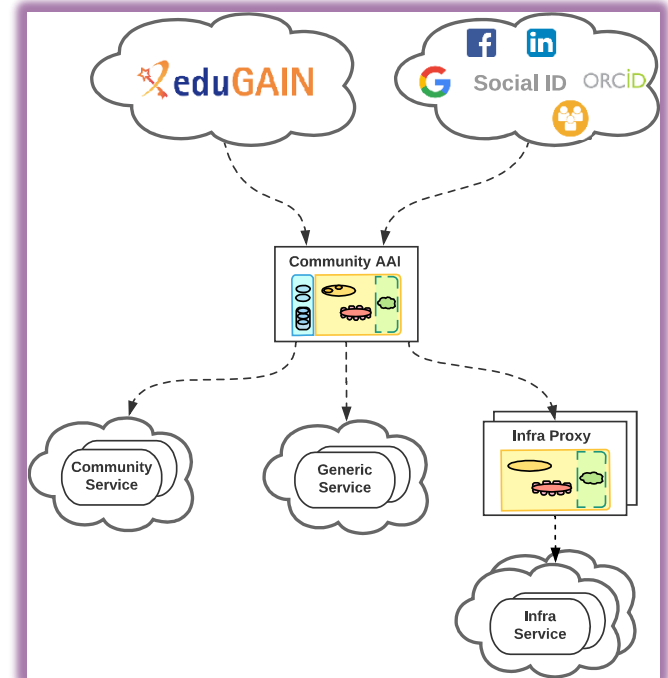 eduGAIN
Social ID
ORCID
Community AAI
Community
Service
Generic
Service
Infra Proxy
Infra
Service